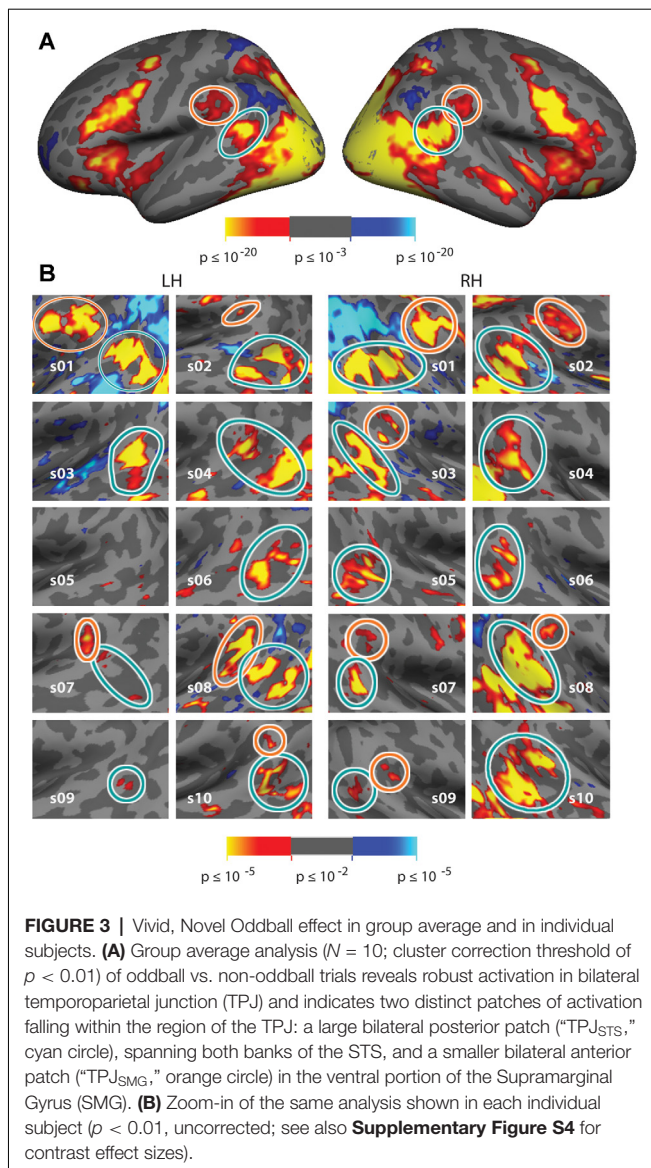 A
p ≤ 10⁻²⁰ p ≤ 10⁻³ p ≤ 10⁻²⁰
B
LH RH
s01 s02 s01 s02
s03 s04 s03 s04
s05 s06 s05 s06
s07 s08 s07 s08
s09 s10 s09 s10
p ≤ 10⁻⁵ p ≤ 10⁻² p ≤ 10⁻⁵
FIGURE 3 | Vivid, Novel Oddball effect in group average and in individual
subjects. (A) Group average analysis (N = 10; cluster correction threshold of
p < 0.01) of oddball vs. non-oddball trials reveals robust activation in bilateral
temporoparietal junction (TPJ) and indicates two distinct patches of activation
falling within the region of the TPJ: a large bilateral posterior patch (“TPJSTS,”
cyan circle), spanning both banks of the STS, and a smaller bilateral anterior
patch (“TPJSMG,” orange circle) in the ventral portion of the Supramarginal
Gyrus (SMG). (B) Zoom-in of the same analysis shown in each individual
subject (p < 0.01, uncorrected; see also Supplementary Figure S4 for
contrast effect sizes).